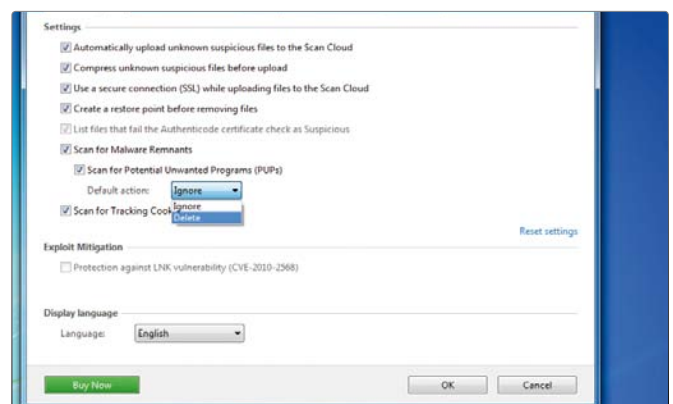 Settings
Automatically upload unknown suspicious files to the Scan Cloud
Compress unknown suspicious files before upload
Use a secure connection (SSL) while uploading files to the Scan Cloud
Create a restore point before removing files
List files that fail the Authenticode certificate check as Suspicious
Scan for Malware Remnants
Scan for Potential Unwanted Programs (PUPs)
Default action: Ignore
Ignore
Scan for Tracking Cook
Delete
Reset settings
Exploit Mitigation
Protection against LNK vulnerability (CVE-2010-2568)
Display language
Language: English
Buy Now OK Cancel